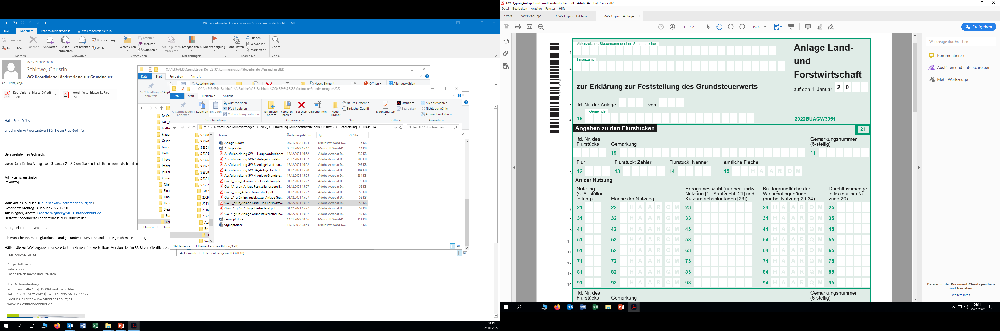 WG: Koordinierte Ländererlasse zur Grundsteuer - Nachricht (HTML)
Datei Nachricht ProdeaOutlookAddin Was möchten Sie tun?
Ignorieren
Junk-E-Mail
Löschen
Antworten
Allen antworten
Weiterleiten
Besprechung
Weitere
Verschieben
Regeln
OneNote
Aktionen
Als ungelesen markieren
Kategorisieren
Nachverfolgung
Übersetzen
Suchen
Verwandt
Markieren
Zoom
Löschen Antworten Verschieben Markierungen Bearbeiten Zoom
Mi 05.01.2022 08:58
Schiewe, Christin
WG: Koordinierte Ländererlasse zur Grundsteuer
An Peitz, Anja
Koordinierte_Erlasse_GV.pdf
1 MB
Koordinierte_Erlasse_LuF.pdf
1 MB
Hallo Frau Peitz,
anbei mein Antwortentwurf für Sie an Frau Gollnisch.
Sehr geehrte Frau Gollnisch,
vielen Dank für Ihre Anfrage vom 3. Januar 2022. Gern übersende ich Ihnen hiermit die bereits
Mit freundlichen Grüßen
Im Auftrag
Von: Antje Gollnisch <Gollnisch@ihk-ostbrandenburg.de>
Gesendet: Montag, 3. Januar 2022 12:50
An: Wagner, Anette <Anette.Wagner@MDFE.Brandenburg.de>
Betreff: Koordinierte Ländererlasse zur Grundsteuer
Sehr geehrte Frau Wagner,
ich wünsche Ihnen ein glückliches und gesundes neues Jahr und starte gleich mit einer Frage:
Hätten Sie zur Weitergabe an unsere Unternehmen eine verteilbare Version der im BStBl veröffentlichten
Freundliche Grüße
Antje Gollnisch
Referentin
Fachbereich Recht und Steuern
IHK Ostbrandenburg
Puschkinstraße 12b| 15236Frankfurt (Oder)
Tel.: +49 335 5621-1423| Fax: +49 335 5621-441422
E-Mail: Gollnisch@ihk-ostbrandenburg.de
www.ihk-ostbrandenburg.de
O:\Abt3\Abt3\Grundsteuer_Ref_32_36\Kommunikation\Steuerberater\Versand an StBK
Datei Start Freigeben Ansicht
An Schnellzugriff anheften
Ausschneiden
Neues Element
Öffnen
Alles auswählen
FA Vo
FAQ_
Fortbi
Frage
Gesp
Grun
Hotli
Infov
Infov
jour fi
Komn
Cha
Fina
Fina
Flye
Steu
Fra
Ve
1 Element 1 Elem
O:\Abt3\Ref36\_Sachhefte\A-Sachhefte\S-Sachhefte\3000-3398\S 3332 Vordrucke Grundvermögen\2022_
Datei Start Freigeben Ansicht
An Schnellzugriff anheften
Kopieren
Einfügen
Ausschneiden
Pfad kopieren
Verknüpfung einfügen
Verschieben nach
Kopieren nach
Löschen
Umbenennen
Neuer Ordner
Neues Element
Einfacher Zugriff
Eigenschaften
Öffnen
Bearbeiten
Alles auswählen
Nichts auswählen
Auswahl umkehren
Zwischenablage Organisieren Neu Öffnen Auswählen
« S 3332 Vordrucke Grundvermögen > 2022_001 Ermittlung Grundbesitzwerte gem. GrStRefG > Beschaffung > Erlass TFA
"Erlass TFA" durchsuchen
S 3318
S 3320
S 3321
S 3325
S 3326
S 3327
S 3329
S 3331
S 3332
_2009
2009_
2015_
2016_
2022_
Aus
Bes
Er
Vor
Name Änderungsdatum Typ Größe
Anlage 1.docx 07.01.2022 14:04 Microsoft Word-D... 15 KB
Anlage 2.docx 06.01.2022 15:17 Microsoft Word-D... 14 KB
Ausfüllanleitung GW-1_Hauptvordruck.pdf 13.12.2021 16:52 Adobe Acrobat D... 339 KB
Ausfüllanleitung GW-2_Anlage Grundstü... 28.12.2021 13:07 Adobe Acrobat D... 398 KB
Ausfüllanleitung GW-3_Anlage Land- un... 13.12.2021 16:52 Adobe Acrobat D... 997 KB
Ausfüllanleitung GW-3A_Anlage Tierbest... 01.12.2021 15:28 Adobe Acrobat D... 184 KB
Ausfüllanleitung GW-4_Anlage Grundste... 17.12.2021 15:05 Adobe Acrobat D... 234 KB
GW-1_grün_Erklärung zur Feststellung de... 01.12.2021 15:27 Adobe Acrobat D... 75 KB
GW-1A_grün_Anlage Feststellungsbeteili... 01.12.2021 15:27 Adobe Acrobat D... 52 KB
GW-2_grün_Anlage Grundstück.pdf 01.12.2021 15:27 Adobe Acrobat D... 58 KB
GW-2A_grün_Einlageblatt zur Anlage Gru... 01.12.2021 15:27 Adobe Acrobat D... 53 KB
GW-3_grün_Anlage Land- und Forstwirts... 01.12.2021 15:27 Adobe Acrobat D... 58 KB
GW-3A_grün_Anlage Tierbestand.pdf 01.12.2021 15:27 Adobe Acrobat D... 53 KB
GW-4_grün_Anlage Grundsteuerbefreiun... 01.12.2021 15:27 Adobe Acrobat D... 49 KB
reinkopf.docx 14.01.2022 08:56 Microsoft Word-D... 111 KB
vfgkopf.docx 14.01.2022 08:55 Microsoft Word-D... 18 KB
16 Elemente 1 Element ausgewählt (57,9 KB)
42 Elemente 1 Element ausgewählt (370 KB)
08:11
25.01.2022
GW-3_grün_Anlage Land- und Forstwirtschaft.pdf - Adobe Acrobat Reader 2020
Datei Bearbeiten Anzeige Fenster Hilfe
Start Werkzeuge GW-1_grün_Erkläru... GW-3_grün_Anlage... ×
1 / 2 150% Freigeben
Werkzeuge durchsuchen
Kommentieren
Ausfüllen und unterschreiben
Mehr Werkzeuge
Dateien in der Document Cloud speichern und freigeben
Weitere Infos
202101305001
Aktenzeichen/Steuernummer ohne Sonderzeichen
1
Finanzamt
2
Anlage Land-
und
Forstwirtschaft
zur Erklärung zur Feststellung des Grundsteuerwerts
auf den 1. Januar 2 0
3 lfd. Nr. der Anlage von
Gemeinde
4 18 2022BUAGW3051
Angaben zu den Flurstücken 21
lfd. Nr. des Flurstücks Gemarkung Gemarkungsnummer (6-stellig)
5 19 11
Flur Flurstück: Zähler Flurstück: Nenner amtliche Fläche
6 12 13 14 15 H A A R Q M
Art der Nutzung
Nutzung (s. Ausfüllan-leitung)
Fläche der Nutzung
Ertragsmesszahl (nur bei landw. Nutzung [1], Saatzucht [21] und Kurzumtriebsplantagen [23])
Bruttogrundfläche der Wirtschaftsgebäude (nur bei Nutzung 29-34)
Durchflussmenge in l/s (nur bei Nut-zung 20)
7 21 22 H A A R Q M 23 24 H A A R Q M 25
8 31 32 H A A R Q M 33 34 H A A R Q M 35
9 41 42 H A A R Q M 43 44 H A A R Q M 45
10 51 52 H A A R Q M 53 54 H A A R Q M 55
11 61 62 H A A R Q M 63 64 H A A R Q M 65
12 71 72 H A A R Q M 73 74 H A A R Q M 75
13 81 82 H A A R Q M 83 84 H A A R Q M 85
14 91 92 H A A R Q M 93 94 H A A R Q M 95
lfd. Nr. des Flurstücks Gemarkung Gemarkungsnummer (6-stellig)
08:11
25.01.2022